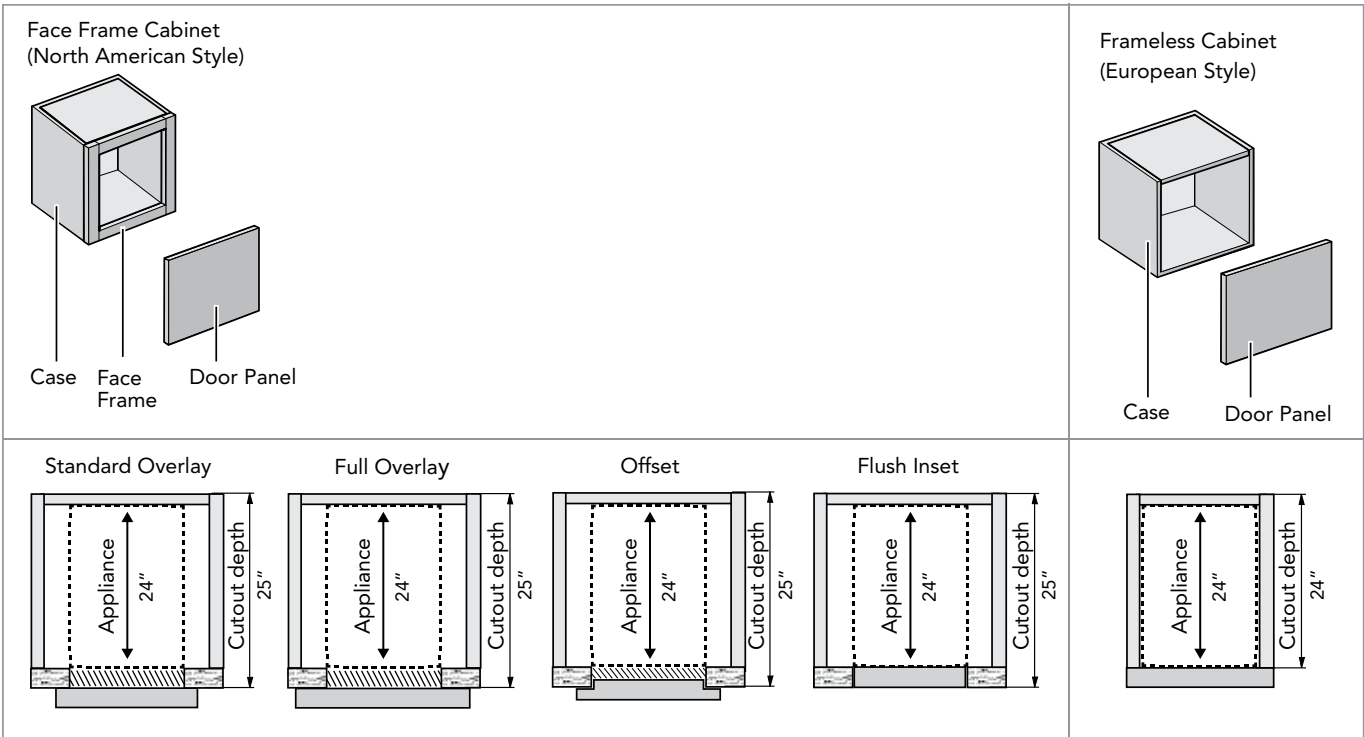 Face Frame Cabinet
(North American Style)
Case
Face
Frame
Door Panel
Frameless Cabinet
(European Style)
Case
Door Panel
Standard Overlay
Appliance
24″
Cutout depth
25″
Full Overlay
Appliance
24″
Cutout depth
25″
Offset
Appliance
24″
Cutout depth
25″
Flush Inset
Appliance
24″
Cutout depth
25″
Appliance
24″
Cutout depth
24″